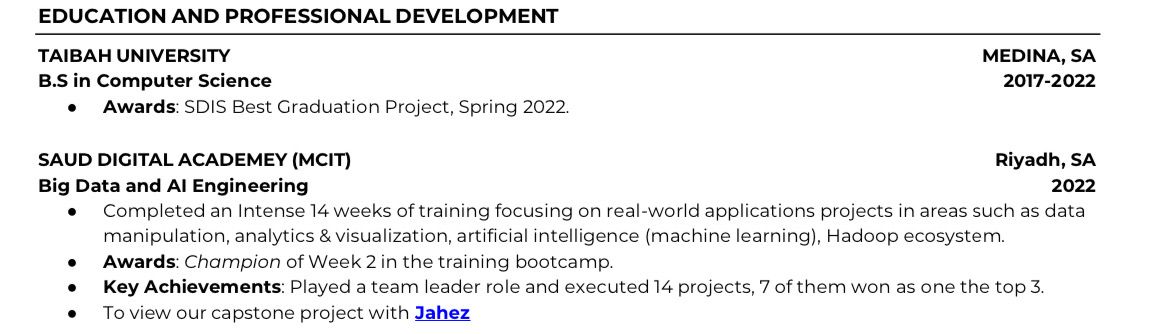 EDUCATION AND PROFESSIONAL DEVELOPMENT
TAIBAH UNIVERSITY MEDINA, SA
B.S in Computer Science 2017-2022
● Awards: SDIS Best Graduation Project, Spring 2022.
SAUD DIGITAL ACADEMEY (MCIT) Riyadh, SA
Big Data and AI Engineering 2022
● Completed an Intense 14 weeks of training focusing on real-world applications projects in areas such as data
manipulation, analytics & visualization, artificial intelligence (machine learning), Hadoop ecosystem.
● Awards: Champion of Week 2 in the training bootcamp.
● Key Achievements: Played a team leader role and executed 14 projects, 7 of them won as one the top 3.
● To view our capstone project with Jahez